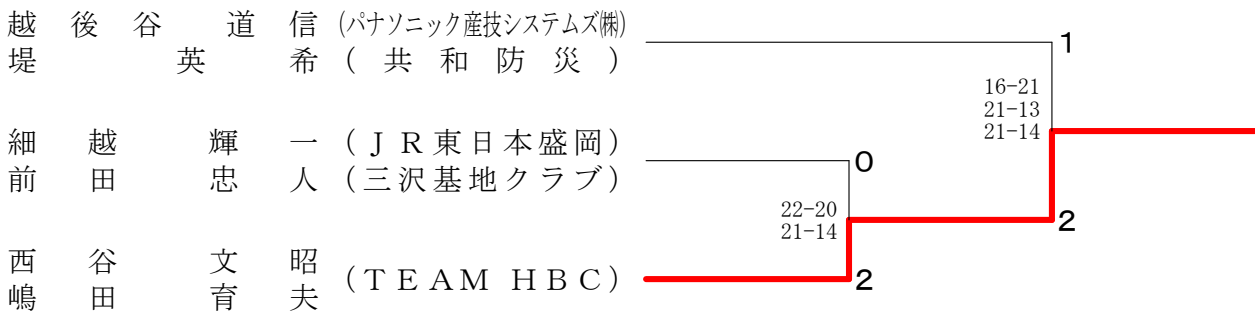 越後谷 道信 (パナソニック産技システムズ㈱)
堤 英希 (共和防災)
1
16-21
21-13
21-14
細越 輝一 (ＪＲ東日本盛岡)
前田 忠人 (三沢基地クラブ)
0
22-20
21-14
2
西谷 文昭
嶋田 育夫
(ＴＥＡＭ ＨＢＣ)
2